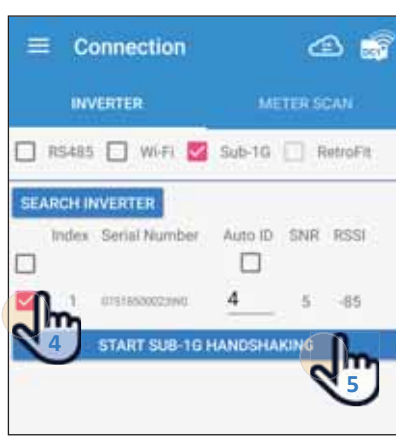 Connection
INVERTER METER SCAN
RS485 Wi-Fi Sub-1G RetroFit
SEARCH INVERTER
Index Serial Number Auto ID SNR RSSI
1 4 5 -85
4 START SUB-1G HANDSHAKING
5